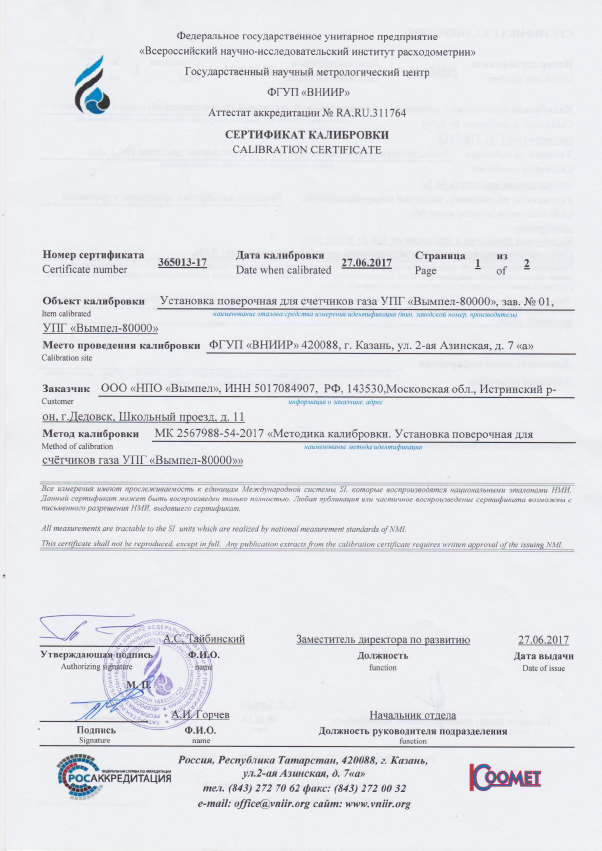 Федеральное государственное унитарное предприятие
«Всероссийский научно-исследовательский институт расходометрии»
Государственный научный метрологический центр
ФГУП «ВНИИР»
Аттестат аккредитации № RA.RU.311764
СЕРТИФИКАТ КАЛИБРОВКИ
CALIBRATION CERTIFICATE
Номер сертификата 365013-17 Дата калибровки 27.06.2017 Страница 1 из 2
Certificate number Date when calibrated Page of
Объект калибровки Установка поверочная для счетчиков газа УПГ «Вымпел-80000», зав. № 01,
Item calibrated наименование эталона/средства измерения/идентификация (тип, заводской номер, производитель)
УПГ «Вымпел-80000»
Место проведения калибровки ФГУП «ВНИИР» 420088, г. Казань, ул. 2-ая Азинская, д. 7 «а»
Calibration site
Заказчик ООО «НПО «Вымпел», ИНН 5017084907, РФ, 143530,Московская обл., Истринский р-
Customer информация о заказчике, адрес
он, г.Дедовск, Школьный проезд, д. 11
Метод калибровки МК 2567988-54-2017 «Методика калибровки. Установка поверочная для
Method of calibration наименование метода/идентификация
счётчиков газа УПГ «Вымпел-80000»»
Все измерения имеют прослеживаемость к единицам Международной системы SI, которые воспроизводятся национальными эталонами НМИ.
Данный сертификат может быть воспроизведен только полностью. Любая публикация или частичное воспроизведение сертификата возможны с
письменного разрешения НМИ, выдавшего сертификат.
All measurements are tractable to the SI units which are realized by national measurement standards of NMI.
This certificate shall not be reproduced, except in full. Any publication extracts from the calibration certificate requires written approval of the issuing NMI.
А.С. Тайбинский Заместитель директора по развитию 27.06.2017
Утверждающая подпись Ф.И.О. Должность Дата выдачи
Authorizing signature name function Date of issue
М. П.
А.И. Горчев Начальник отдела
Подпись Ф.И.О. Должность руководителя подразделения
Signature name function
Россия, Республика Татарстан, 420088, г. Казань,
ул.2-ая Азинская, д. 7«а»
тел. (843) 272 70 62 факс: (843) 272 00 32
e-mail: office@vniir.org сайт: www.vniir.org
ФЕДЕРАЛЬНАЯ СЛУЖБА ПО АККРЕДИТАЦИИ
РОСАККРЕДИТАЦИЯ
COOMET